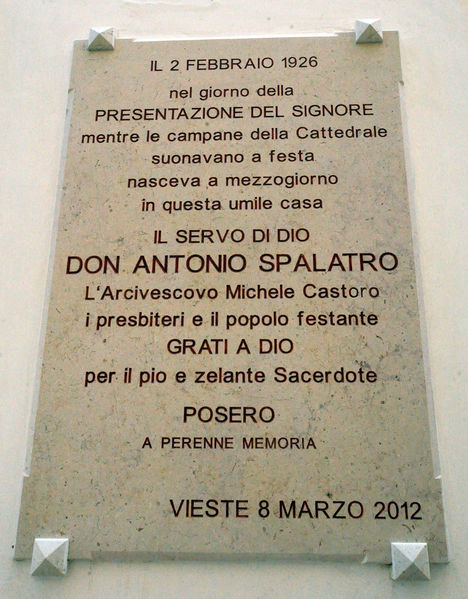 IL 2 FEBBRAIO 1926
nel giorno della
PRESENTAZIONE DEL SIGNORE
mentre le campane della Cattedrale
suonavano a festa
nasceva a mezzogiorno
in questa umile casa
IL SERVO DI DIO
DON ANTONIO SPALATRO
L'Arcivescovo Michele Castoro
i presbiteri e il popolo festante
GRATI A DIO
per il pio e zelante Sacerdote
POSERO
A PERENNE MEMORIA
VIESTE 8 MARZO 2012